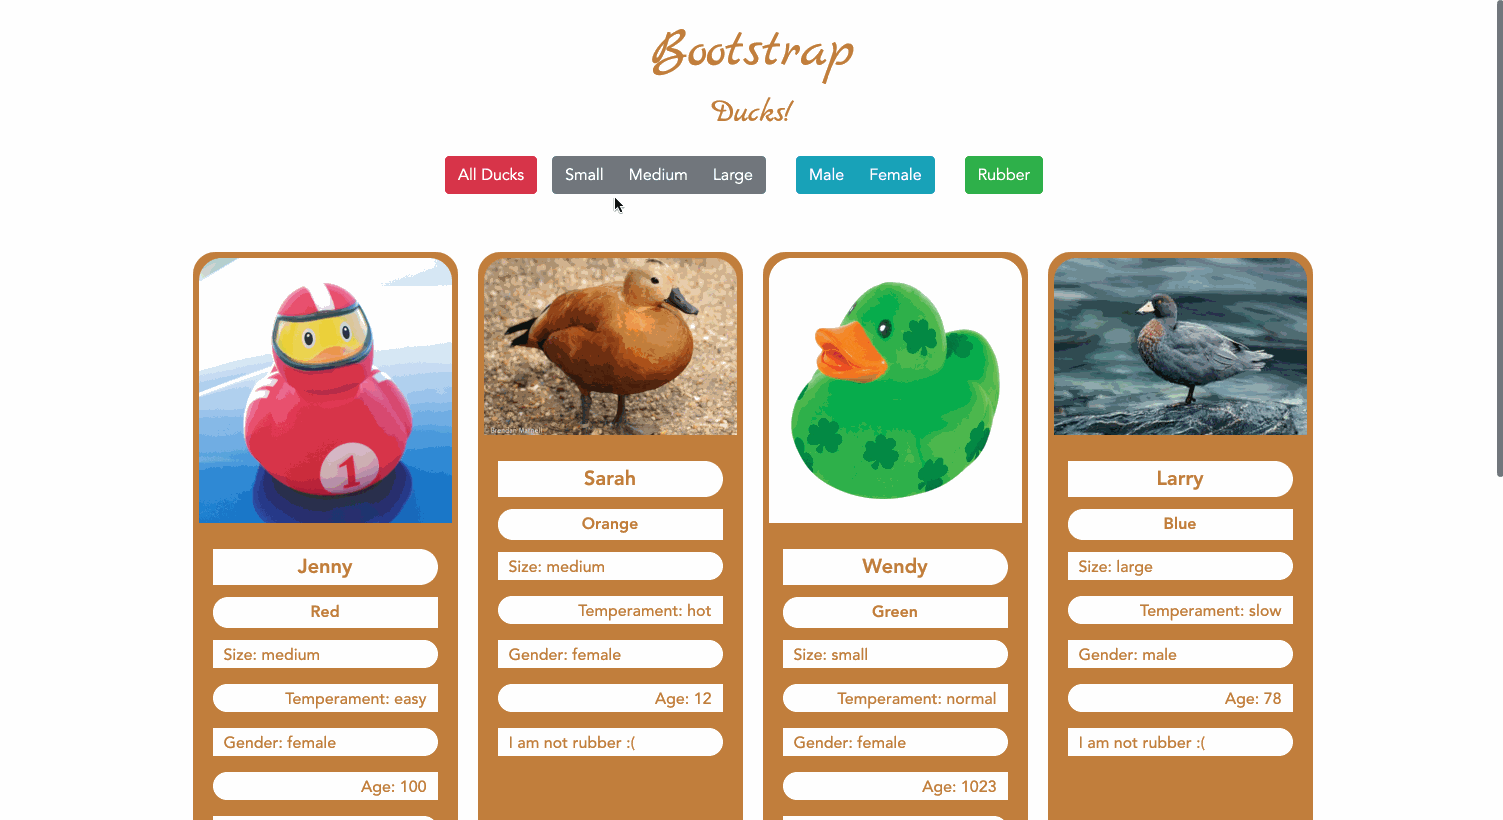 Bootstrap
Ducks!
All Ducks Small Medium Large Male Female Rubber
1
© Brendan Marnell
Jenny
Red
Size: medium
Temperament: easy
Gender: female
Age: 100
Sarah
Orange
Size: medium
Temperament: hot
Gender: female
Age: 12
I am not rubber :(
Wendy
Green
Size: small
Temperament: normal
Gender: female
Age: 1023
Larry
Blue
Size: large
Temperament: slow
Gender: male
Age: 78
I am not rubber :(